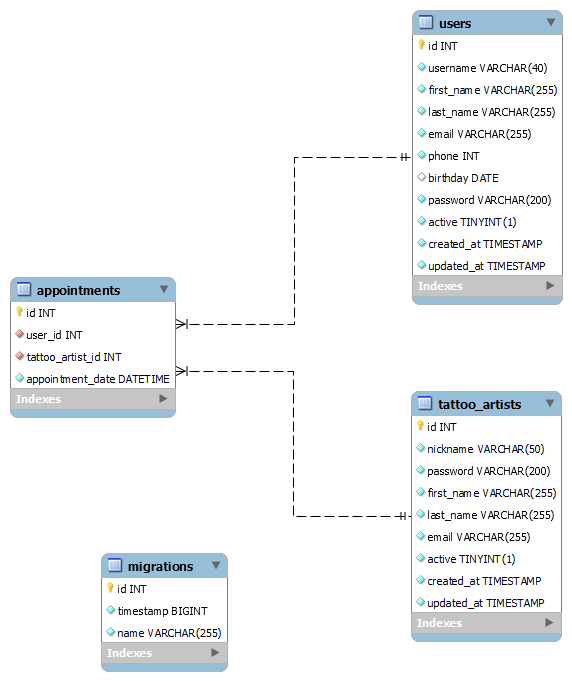 users
id INT
username VARCHAR(40)
first_name VARCHAR(255)
last_name VARCHAR(255)
email VARCHAR(255)
phone INT
birthday DATE
password VARCHAR(200)
active TINYINT(1)
created_at TIMESTAMP
updated_at TIMESTAMP
Indexes
appointments
id INT
user_id INT
tattoo_artist_id INT
appointment_date DATETIME
Indexes
tattoo_artists
id INT
nickname VARCHAR(50)
password VARCHAR(200)
first_name VARCHAR(255)
last_name VARCHAR(255)
email VARCHAR(255)
active TINYINT(1)
created_at TIMESTAMP
updated_at TIMESTAMP
Indexes
migrations
id INT
timestamp BIGINT
name VARCHAR(255)
Indexes